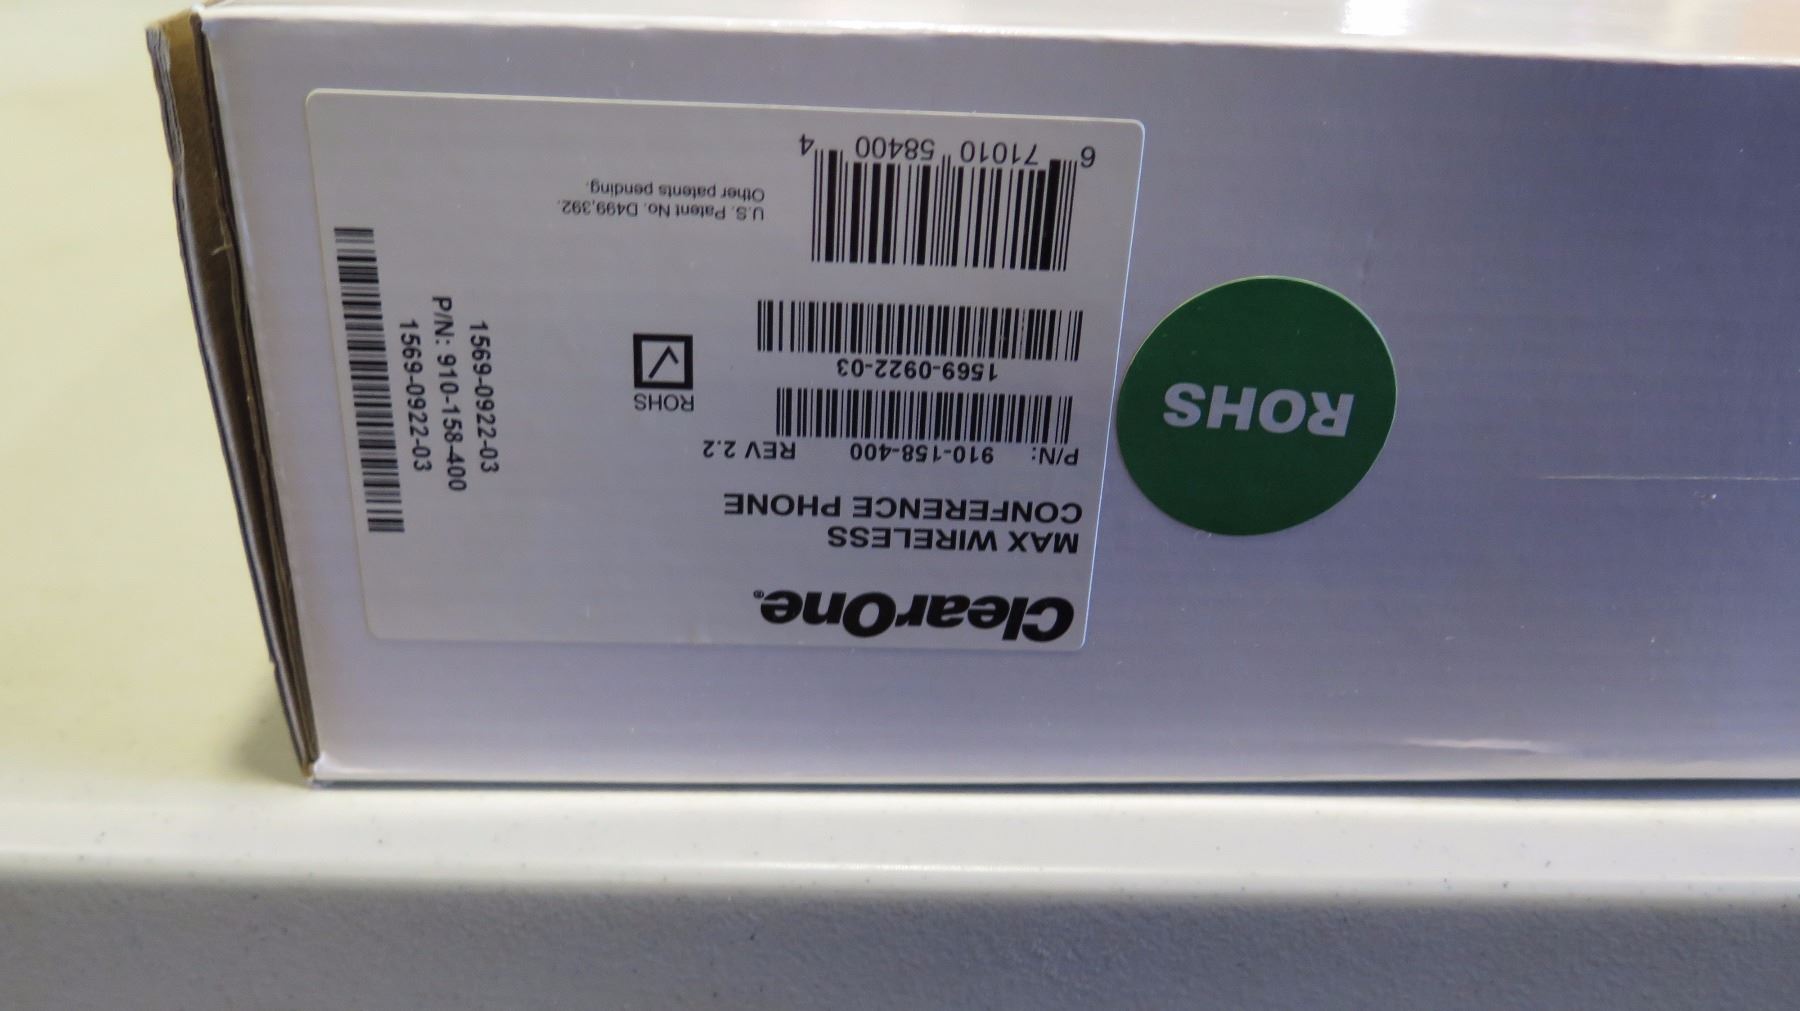 ClearOne®
MAX WIRELESS
CONFERENCE PHONE
P/N: 910-158-400 REV 2.2
ROHS
1569-0922-03
U.S. Patent No. D499,392.
Other patents pending.
6 71010 58400 4
1569-0922-03
P/N: 910-158-400
1569-0922-03
ROHS